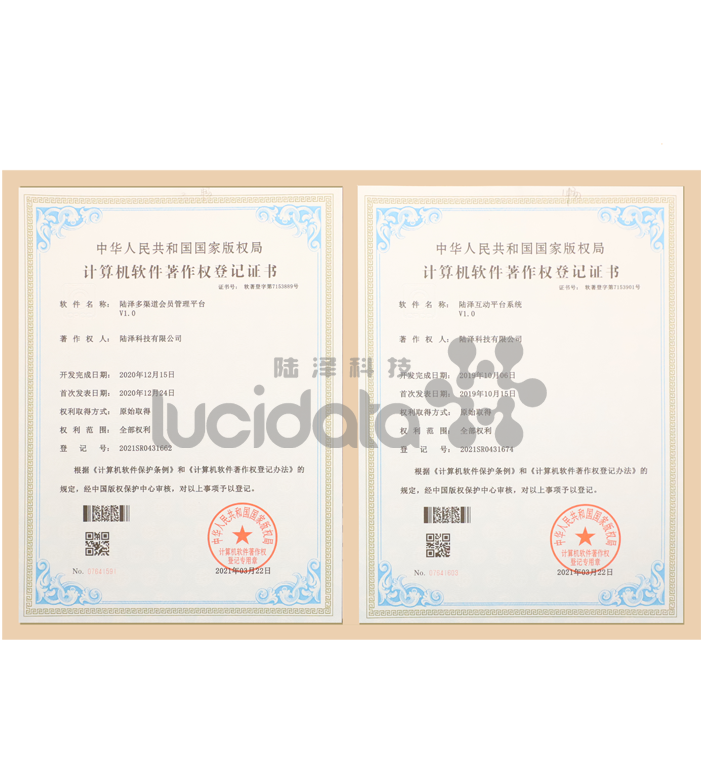 中华人民共和国国家版权局
计算机软件著作权登记证书
证书号： 软著登字第7153889号
软件名称： 陆泽多渠道会员管理平台
V1.0
著作权人： 陆泽科技有限公司
开发完成日期： 2020年12月15日
首次发表日期： 2020年12月24日
权利取得方式： 原始取得
权利范围： 全部权利
登记号： 2021SR0431662
根据《计算机软件保护条例》和《计算机软件著作权登记办法》的
规定，经中国版权保护中心审核，对以上事项予以登记。
中华人民共和国国家版权局
计算机软件著作权
登记专用章
No.
2021年03月22日
中华人民共和国国家版权局
计算机软件著作权登记证书
证书号： 软著登字第7153901号
软件名称： 陆泽互动平台系统
V1.0
著作权人： 陆泽科技有限公司
开发完成日期： 2019年10月06日
首次发表日期： 2019年10月15日
权利取得方式： 原始取得
权利范围： 全部权利
登记号： 2021SR0431674
根据《计算机软件保护条例》和《计算机软件著作权登记办法》的
规定，经中国版权保护中心审核，对以上事项予以登记。
中华人民共和国国家版权局
计算机软件著作权
登记专用章
No.
2021年03月22日
陆泽科技
lucidata